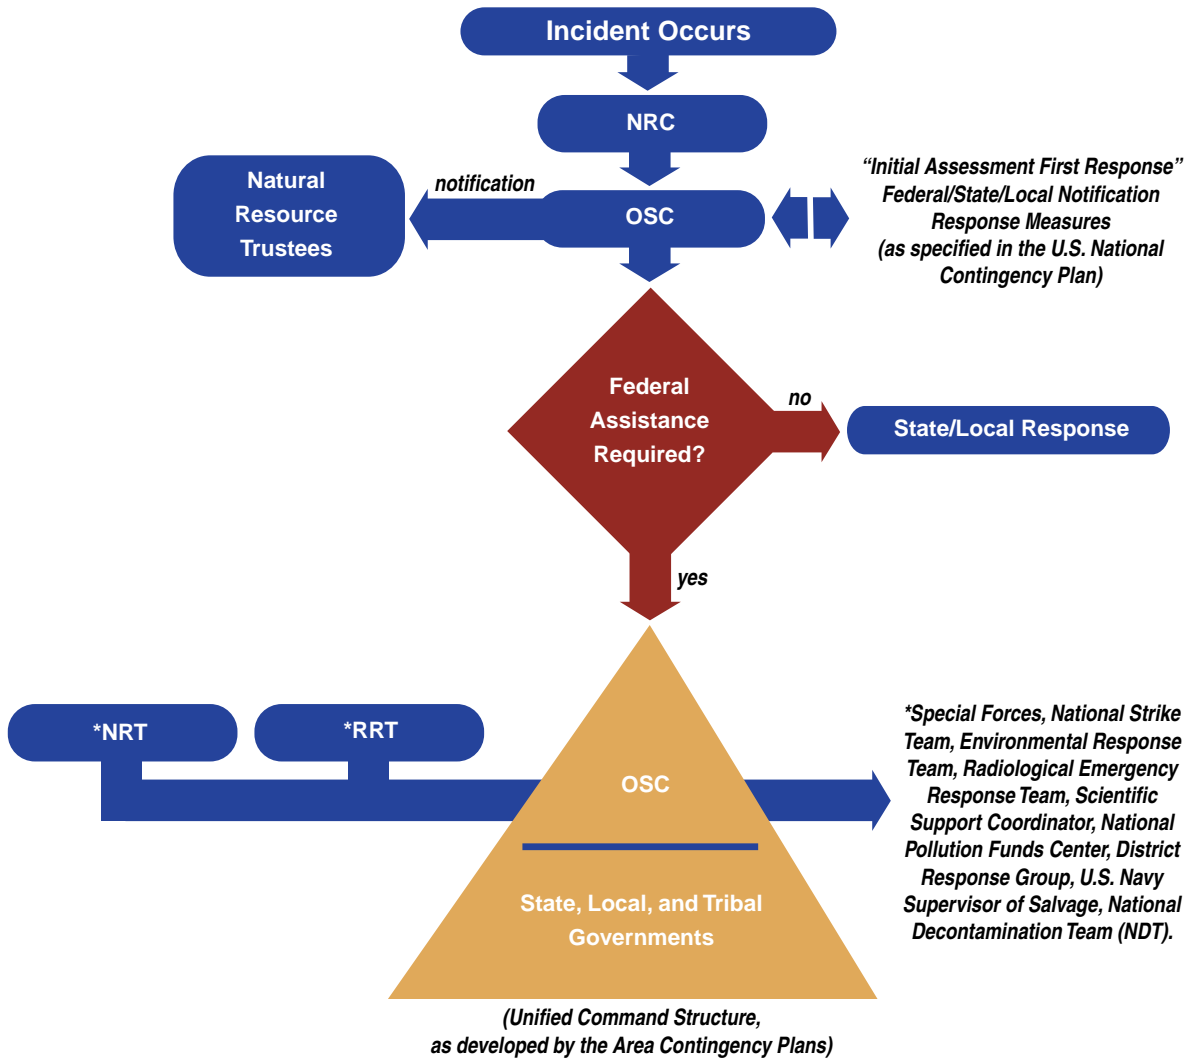 Incident Occurs
NRC
Natural
Resource
Trustees
notification
OSC
“Initial Assessment First Response”
Federal/State/Local Notification
Response Measures
(as specified in the U.S. National
Contingency Plan)
Federal
Assistance
Required?
no
State/Local Response
yes
*NRT
*RRT
OSC
State, Local, and Tribal
Governments
*Special Forces, National Strike
Team, Environmental Response
Team, Radiological Emergency
Response Team, Scientific
Support Coordinator, National
Pollution Funds Center, District
Response Group, U.S. Navy
Supervisor of Salvage, National
Decontamination Team (NDT).
(Unified Command Structure,
as developed by the Area Contingency Plans)